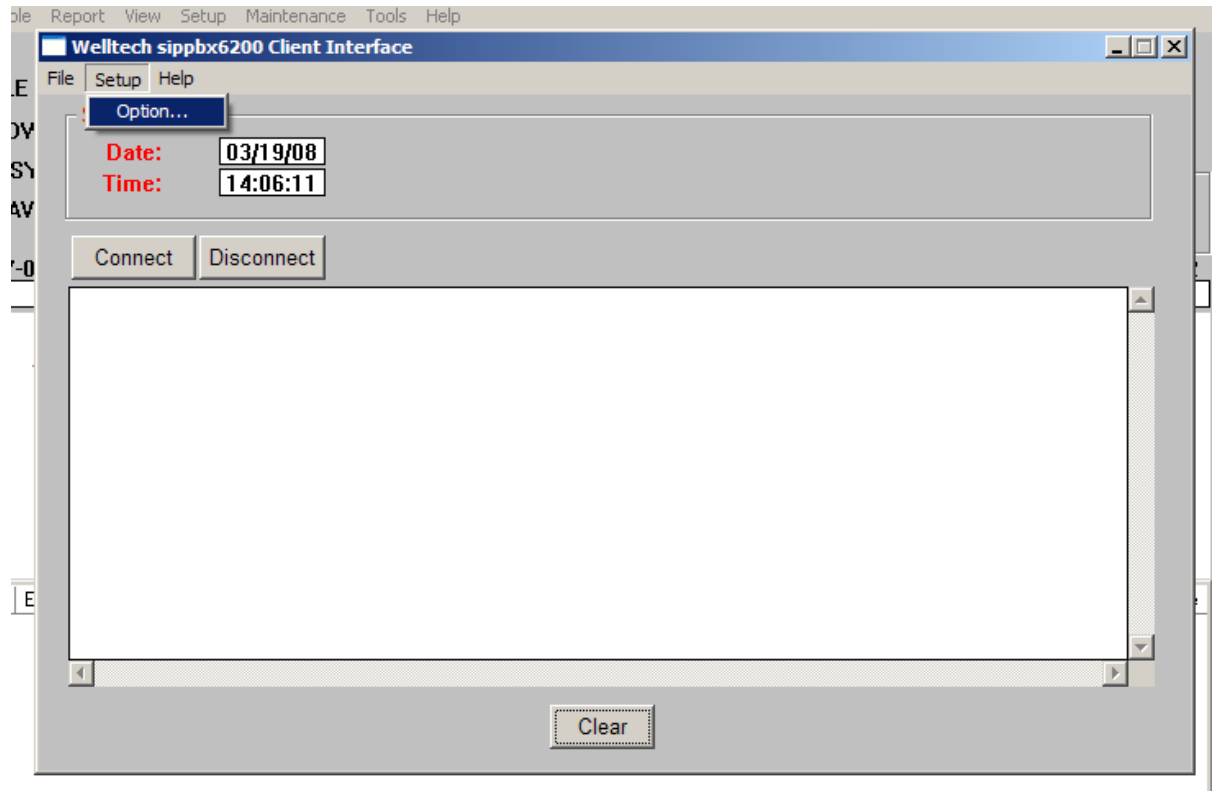 Report View Setup Maintenance Tools Help
Welltech sippbx6200 Client Interface
File Setup Help
Option...
Date: 03/19/08
Time: 14:06:11
Connect Disconnect
Clear